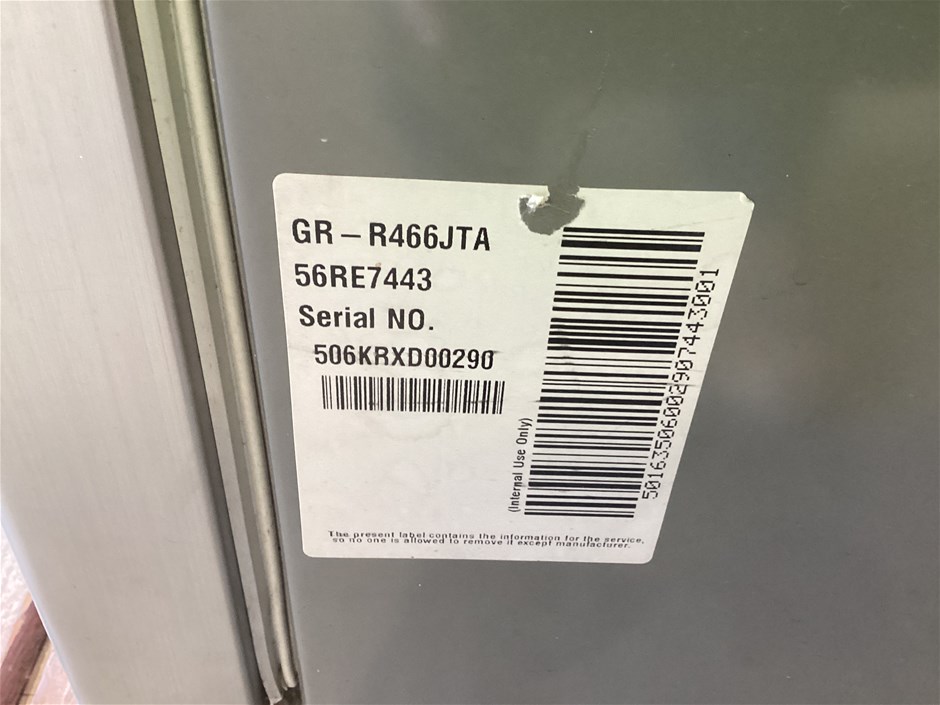 GR–R466JTA
56RE7443
Serial NO.
506KRXD00290
(Internal Use Only)
50163506002907443001
The present label contains the information for the service,
so no one is allowed to remove it except manufacturer.